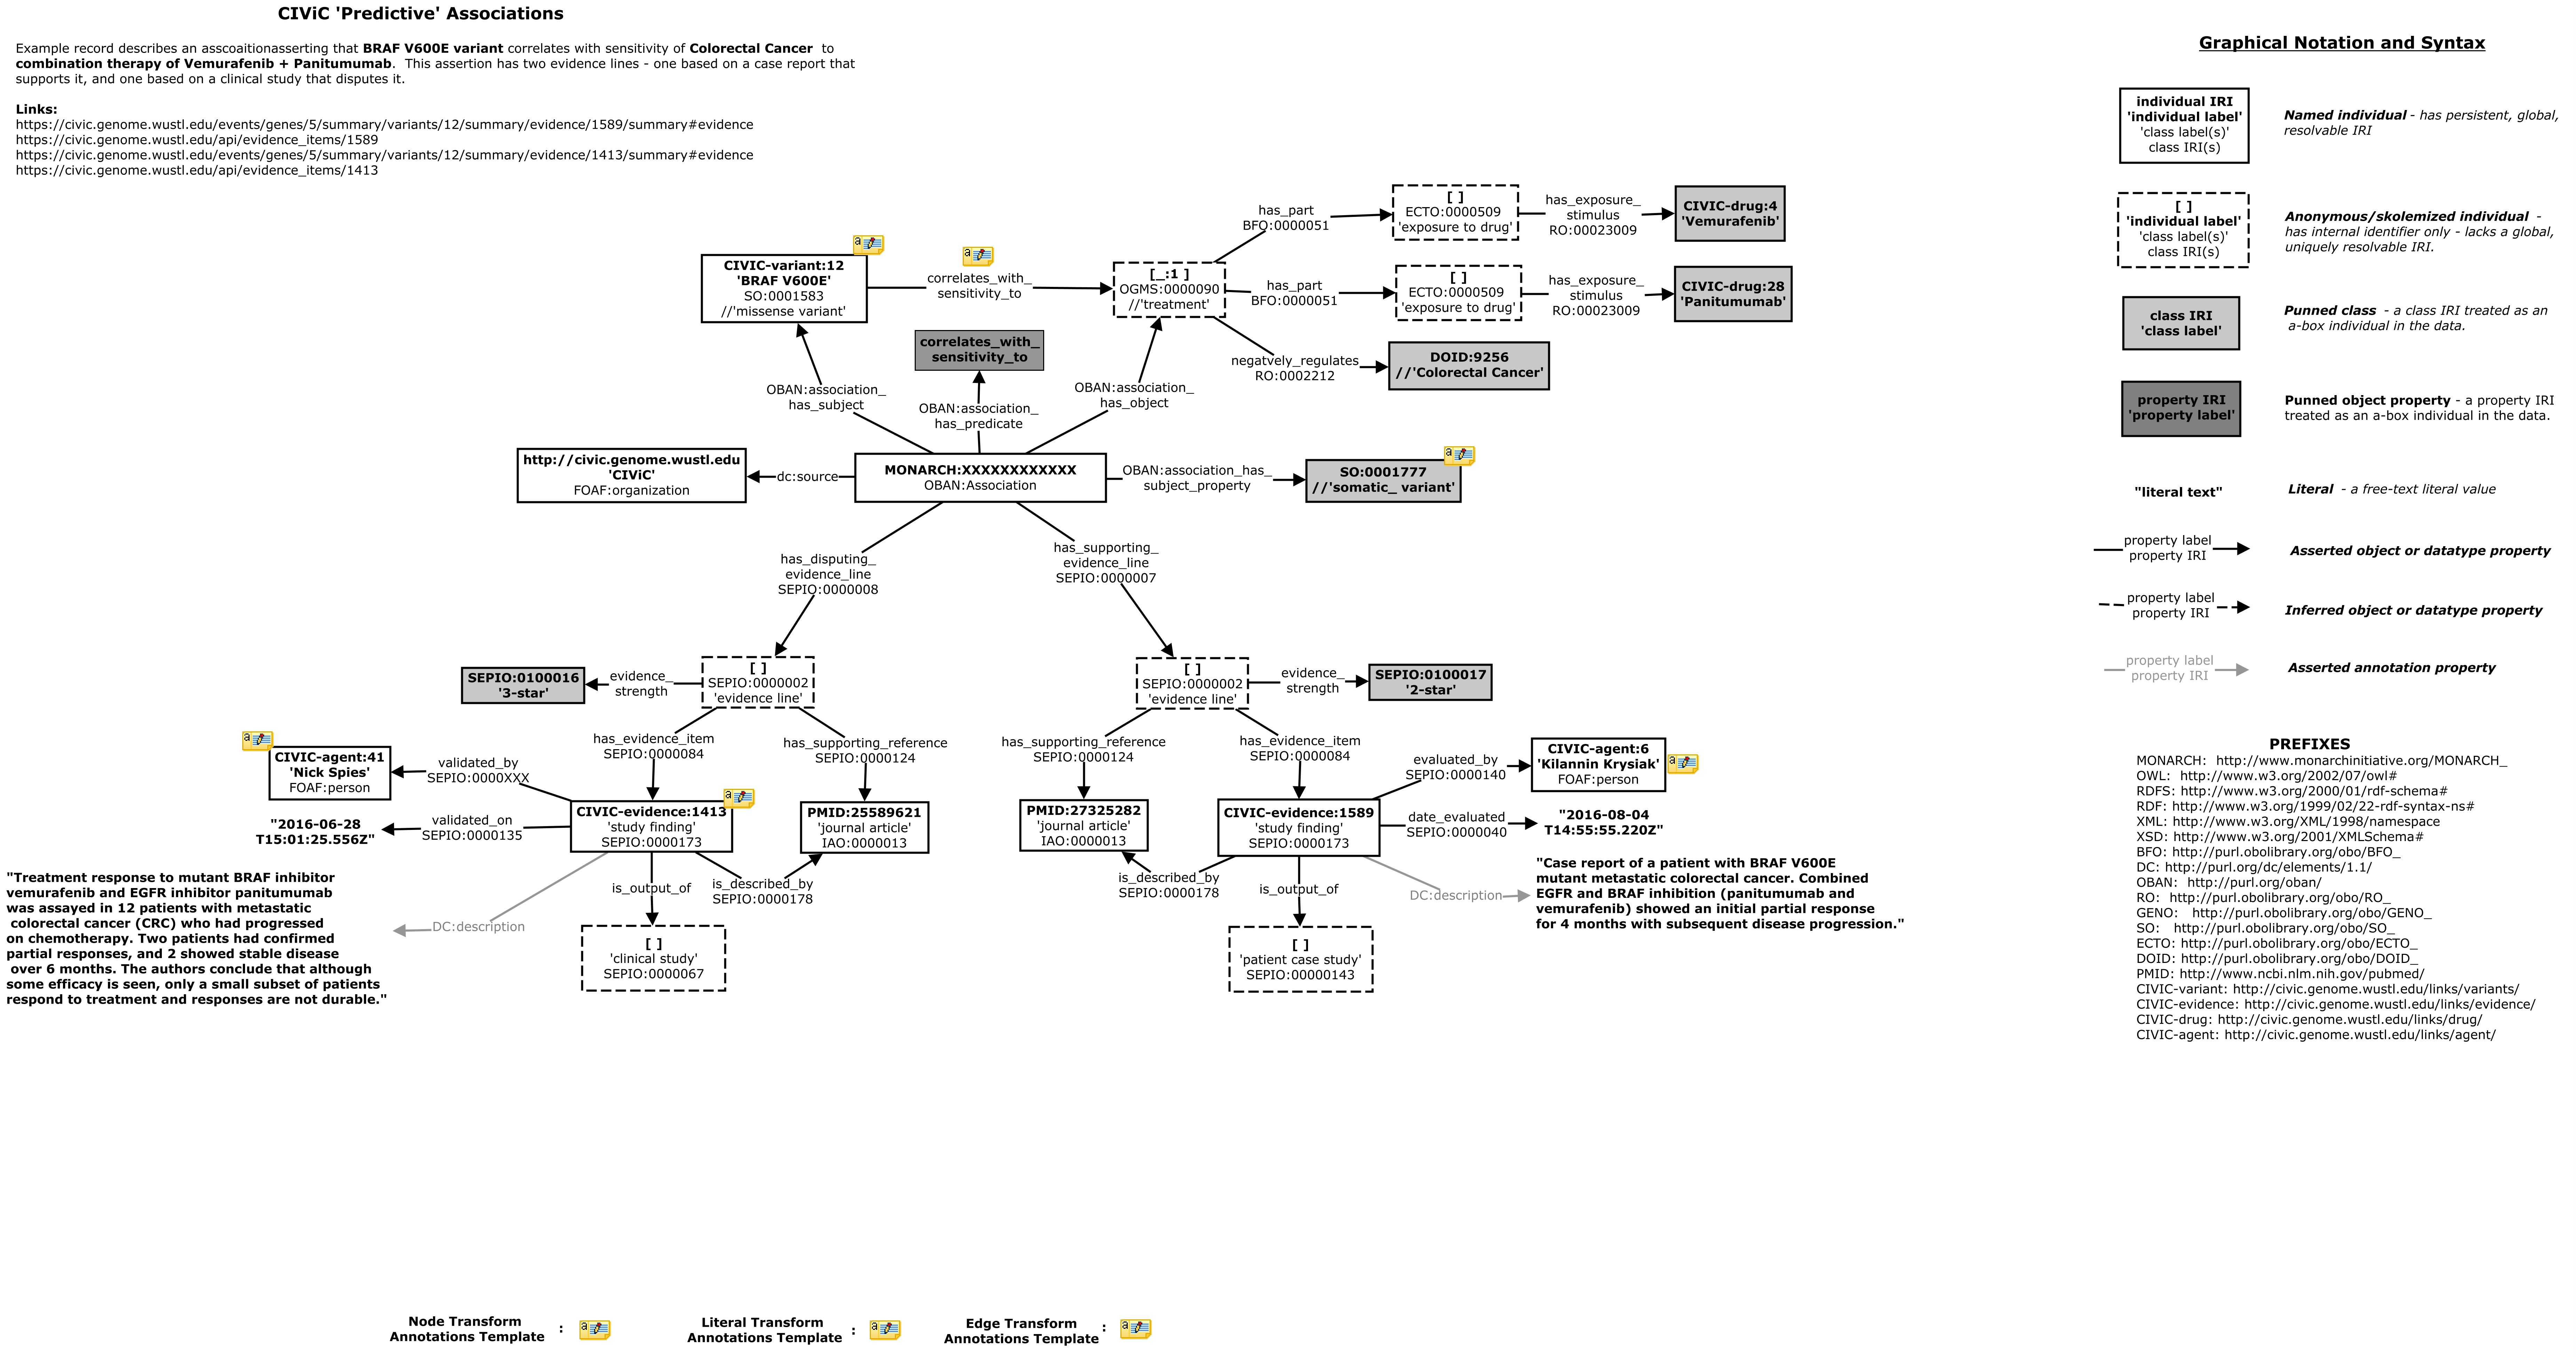 CIViC 'Predictive' Associations
Example record describes an asscoaitionasserting that BRAF V600E variant correlates with sensitivity of Colorectal Cancer to
combination therapy of Vemurafenib + Panitumumab. This assertion has two evidence lines - one based on a case report that
supports it, and one based on a clinical study that disputes it.
Links:
https://civic.genome.wustl.edu/events/genes/5/summary/variants/12/summary/evidence/1589/summary#evidence
https://civic.genome.wustl.edu/api/evidence_items/1589
https://civic.genome.wustl.edu/events/genes/5/summary/variants/12/summary/evidence/1413/summary#evidence
https://civic.genome.wustl.edu/api/evidence_items/1413
CIVIC-variant:12
'BRAF V600E'
SO:0001583
//'missense variant'
correlates_with_
sensitivity_to
[_:1 ]
OGMS:0000090
//'treatment'
has_part
BFO:0000051
[ ]
ECTO:0000509
'exposure to drug'
has_exposure_
stimulus
RO:00023009
CIVIC-drug:4
'Vemurafenib'
has_part
BFO:0000051
[ ]
ECTO:0000509
'exposure to drug'
has_exposure_
stimulus
RO:00023009
CIVIC-drug:28
'Panitumumab'
negatvely_regulates
RO:0002212
DOID:9256
//'Colorectal Cancer'
correlates_with_
sensitivity_to
OBAN:association_
has_subject
OBAN:association_
has_predicate
OBAN:association_
has_object
http://civic.genome.wustl.edu
'CIViC'
FOAF:organization
dc:source
MONARCH:XXXXXXXXXXXX
OBAN:Association
OBAN:association_has_
subject_property
SO:0001777
//'somatic_ variant'
has_disputing_
evidence_line
SEPIO:0000008
has_supporting_
evidence_line
SEPIO:0000007
SEPIO:0100016
'3-star'
evidence_
strength
[ ]
SEPIO:0000002
'evidence line'
[ ]
SEPIO:0000002
'evidence line'
evidence_
strength
SEPIO:0100017
'2-star'
has_evidence_item
SEPIO:0000084
has_supporting_reference
SEPIO:0000124
has_supporting_reference
SEPIO:0000124
has_evidence_item
SEPIO:0000084
CIVIC-agent:41
'Nick Spies'
FOAF:person
validated_by
SEPIO:0000XXX
"2016-06-28
T15:01:25.556Z"
validated_on
SEPIO:0000135
CIVIC-evidence:1413
'study finding'
SEPIO:0000173
PMID:25589621
'journal article'
IAO:0000013
PMID:27325282
'journal article'
IAO:0000013
CIVIC-evidence:1589
'study finding'
SEPIO:0000173
evaluated_by
SEPIO:0000140
CIVIC-agent:6
'Kilannin Krysiak'
FOAF:person
date_evaluated
SEPIO:0000040
"2016-08-04
T14:55:55.220Z"
"Treatment response to mutant BRAF inhibitor
vemurafenib and EGFR inhibitor panitumumab
was assayed in 12 patients with metastatic
colorectal cancer (CRC) who had progressed
on chemotherapy. Two patients had confirmed
partial responses, and 2 showed stable disease
over 6 months. The authors conclude that although
some efficacy is seen, only a small subset of patients
respond to treatment and responses are not durable."
DC:description
is_output_of
is_described_by
SEPIO:0000178
[ ]
'clinical study'
SEPIO:0000067
is_described_by
SEPIO:0000178
is_output_of
DC:description
"Case report of a patient with BRAF V600E
mutant metastatic colorectal cancer. Combined
EGFR and BRAF inhibition (panitumumab and
vemurafenib) showed an initial partial response
for 4 months with subsequent disease progression."
[ ]
'patient case study'
SEPIO:00000143
Node Transform
Annotations Template :
Literal Transform
Annotations Template :
Edge Transform
Annotations Template :
Graphical Notation and Syntax
individual IRI
'individual label'
'class label(s)'
class IRI(s)
Named individual - has persistent, global,
resolvable IRI
[ ]
'individual label'
'class label(s)'
class IRI(s)
Anonymous/skolemized individual -
has internal identifier only - lacks a global,
uniquely resolvable IRI.
class IRI
'class label'
Punned class - a class IRI treated as an
a-box individual in the data.
property IRI
'property label'
Punned object property - a property IRI
treated as an a-box individual in the data.
"literal text"
Literal - a free-text literal value
property label
property IRI
Asserted object or datatype property
property label
property IRI
Inferred object or datatype property
property label
property IRI
Asserted annotation property
PREFIXES
MONARCH: http://www.monarchinitiative.org/MONARCH_
OWL: http://www.w3.org/2002/07/owl#
RDFS: http://www.w3.org/2000/01/rdf-schema#
RDF: http://www.w3.org/1999/02/22-rdf-syntax-ns#
XML: http://www.w3.org/XML/1998/namespace
XSD: http://www.w3.org/2001/XMLSchema#
BFO: http://purl.obolibrary.org/obo/BFO_
DC: http://purl.org/dc/elements/1.1/
OBAN: http://purl.org/oban/
RO: http://purl.obolibrary.org/obo/RO_
GENO: http://purl.obolibrary.org/obo/GENO_
SO: http://purl.obolibrary.org/obo/SO_
ECTO: http://purl.obolibrary.org/obo/ECTO_
DOID: http://purl.obolibrary.org/obo/DOID_
PMID: http://www.ncbi.nlm.nih.gov/pubmed/
CIVIC-variant: http://civic.genome.wustl.edu/links/variants/
CIVIC-evidence: http://civic.genome.wustl.edu/links/evidence/
CIVIC-drug: http://civic.genome.wustl.edu/links/drug/
CIVIC-agent: http://civic.genome.wustl.edu/links/agent/